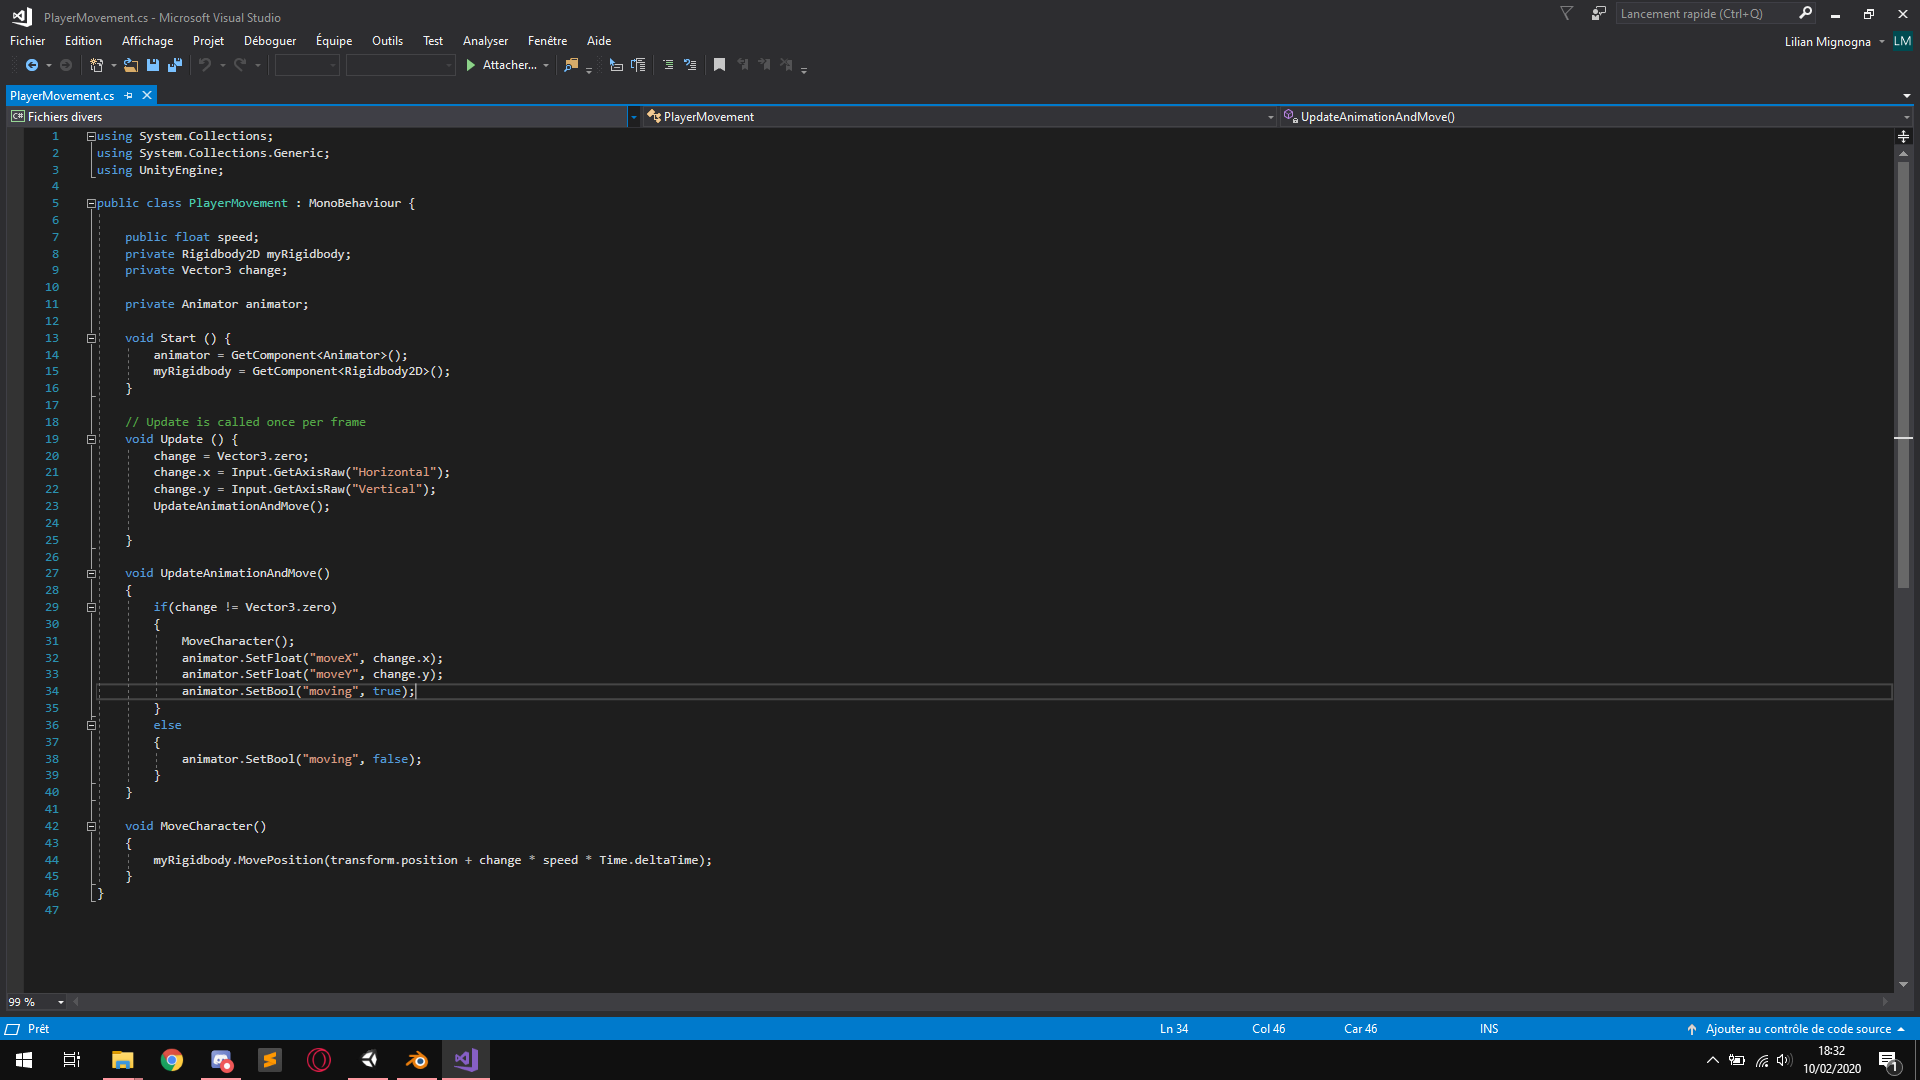 PlayerMovement.cs - Microsoft Visual Studio
Lancement rapide (Ctrl+Q)
Fichier Edition Affichage Projet Déboguer Équipe Outils Test Analyser Fenêtre Aide
Lilian Mignogna LM
Attacher...
PlayerMovement.cs
C# Fichiers divers
PlayerMovement
UpdateAnimationAndMove()
1 using System.Collections;
2 using System.Collections.Generic;
3 using UnityEngine;
4
5 public class PlayerMovement : MonoBehaviour {
6
7 public float speed;
8 private Rigidbody2D myRigidbody;
9 private Vector3 change;
10
11 private Animator animator;
12
13 void Start () {
14 animator = GetComponent<Animator>();
15 myRigidbody = GetComponent<Rigidbody2D>();
16 }
17
18 // Update is called once per frame
19 void Update () {
20 change = Vector3.zero;
21 change.x = Input.GetAxisRaw("Horizontal");
22 change.y = Input.GetAxisRaw("Vertical");
23 UpdateAnimationAndMove();
24
25 }
26
27 void UpdateAnimationAndMove()
28 {
29 if(change != Vector3.zero)
30 {
31 MoveCharacter();
32 animator.SetFloat("moveX", change.x);
33 animator.SetFloat("moveY", change.y);
34 animator.SetBool("moving", true);
35 }
36 else
37 {
38 animator.SetBool("moving", false);
39 }
40 }
41
42 void MoveCharacter()
43 {
44 myRigidbody.MovePosition(transform.position + change * speed * Time.deltaTime);
45 }
46 }
47
99 %
Prêt
Ln 34 Col 46 Car 46 INS
Ajouter au contrôle de code source
18:32
10/02/2020
1